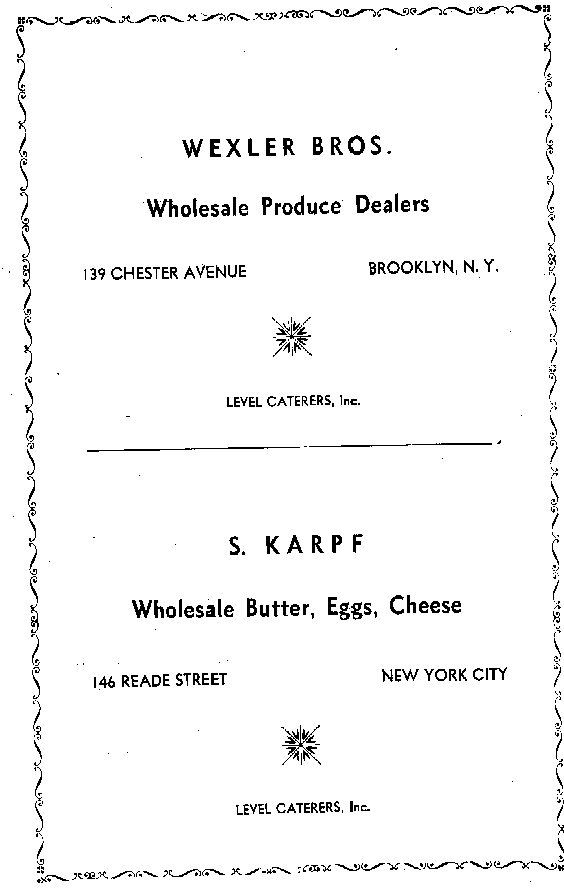 WEXLER BROS.
Wholesale Produce Dealers
139 CHESTER AVENUE BROOKLYN, N. Y.
LEVEL CATERERS, Inc.
S. KARPF
Wholesale Butter, Eggs, Cheese
146 READE STREET NEW YORK CITY
LEVEL CATERERS, Inc.